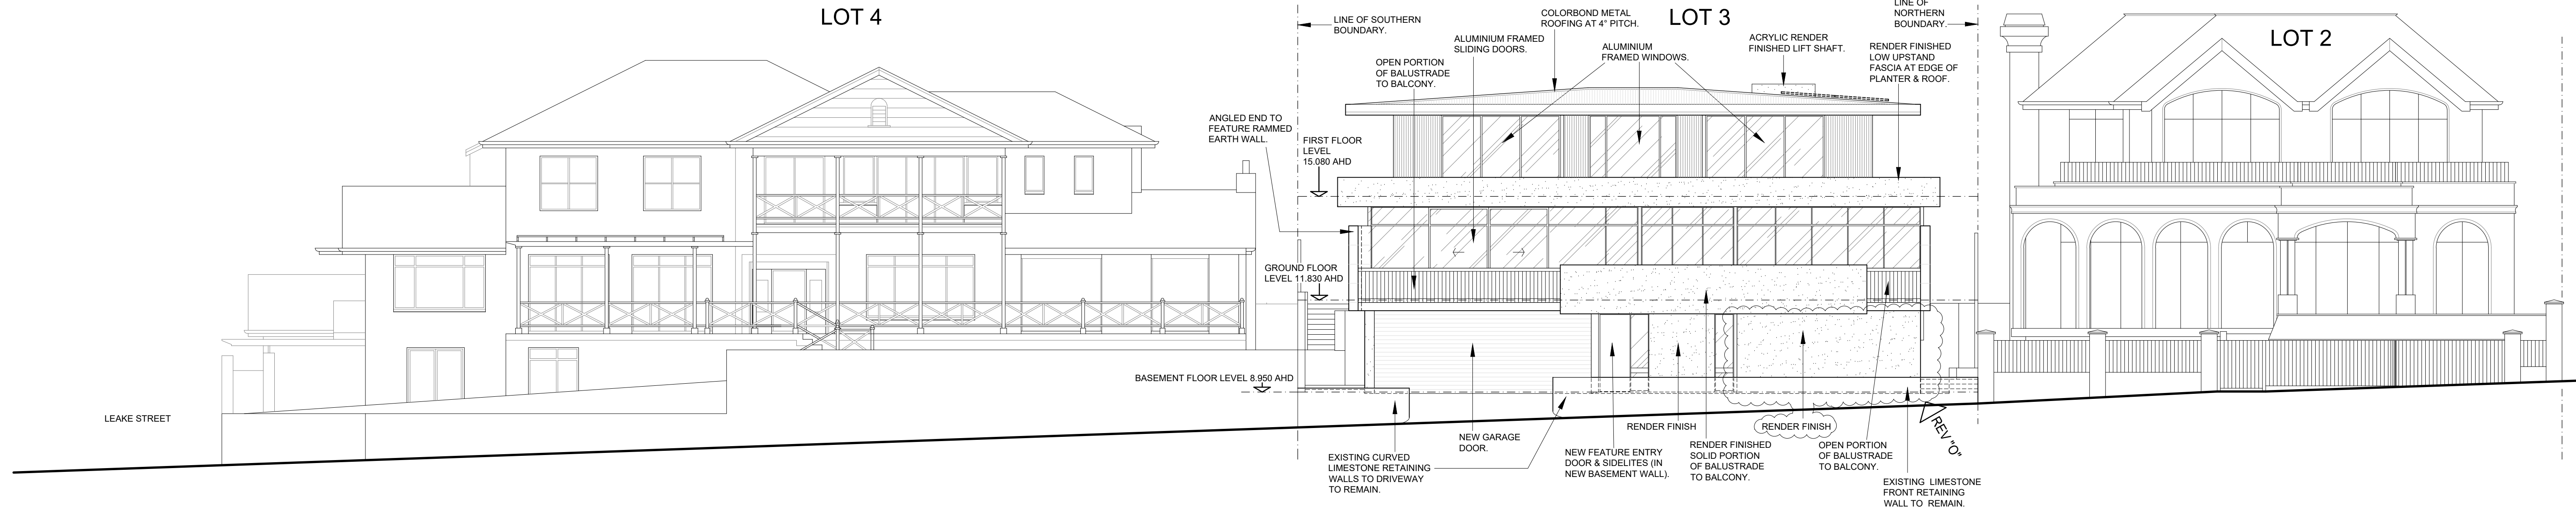 LOT 4
LINE OF SOUTHERN
BOUNDARY.
COLORBOND METAL
ROOFING AT 4° PITCH.
LOT 3
LINE OF
NORTHERN
BOUNDARY.
LOT 2
ALUMINIUM FRAMED
SLIDING DOORS.
ALUMINIUM
FRAMED WINDOWS.
ACRYLIC RENDER
FINISHED LIFT SHAFT.
RENDER FINISHED
LOW UPSTAND
FASCIA AT EDGE OF
PLANTER & ROOF.
OPEN PORTION
OF BALUSTRADE
TO BALCONY.
ANGLED END TO
FEATURE RAMMED
EARTH WALL.
FIRST FLOOR
LEVEL
15.080 AHD
GROUND FLOOR
LEVEL 11.830 AHD
BASEMENT FLOOR LEVEL 8.950 AHD
LEAKE STREET
EXISTING CURVED
LIMESTONE RETAINING
WALLS TO DRIVEWAY
TO REMAIN.
NEW GARAGE
DOOR.
NEW FEATURE ENTRY
DOOR & SIDELITES (IN
NEW BASEMENT WALL).
RENDER FINISH
RENDER FINISHED
SOLID PORTION
OF BALUSTRADE
TO BALCONY.
RENDER FINISH
OPEN PORTION
OF BALUSTRADE
TO BALCONY.
REV "O"
EXISTING LIMESTONE
FRONT RETAINING
WALL TO REMAIN.